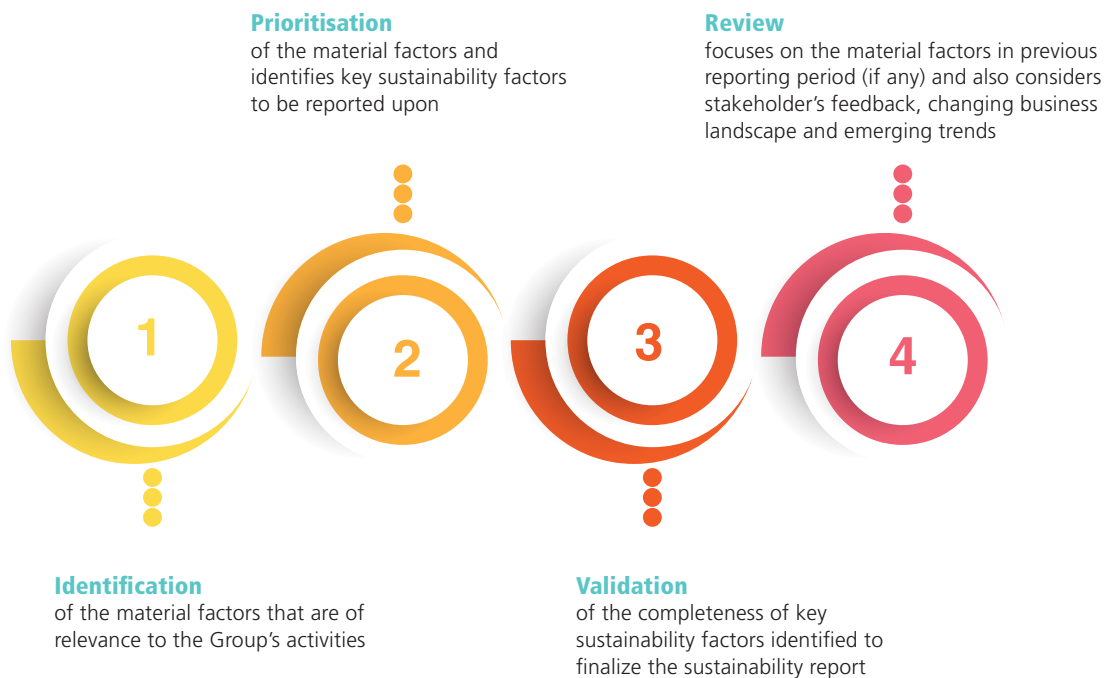 Prioritisation
of the material factors and
identifies key sustainability factors
to be reported upon
Review
focuses on the material factors in previous
reporting period (if any) and also considers
stakeholder’s feedback, changing business
landscape and emerging trends
1
2
3
4
Identification
of the material factors that are of
relevance to the Group’s activities
Validation
of the completeness of key
sustainability factors identified to
finalize the sustainability report